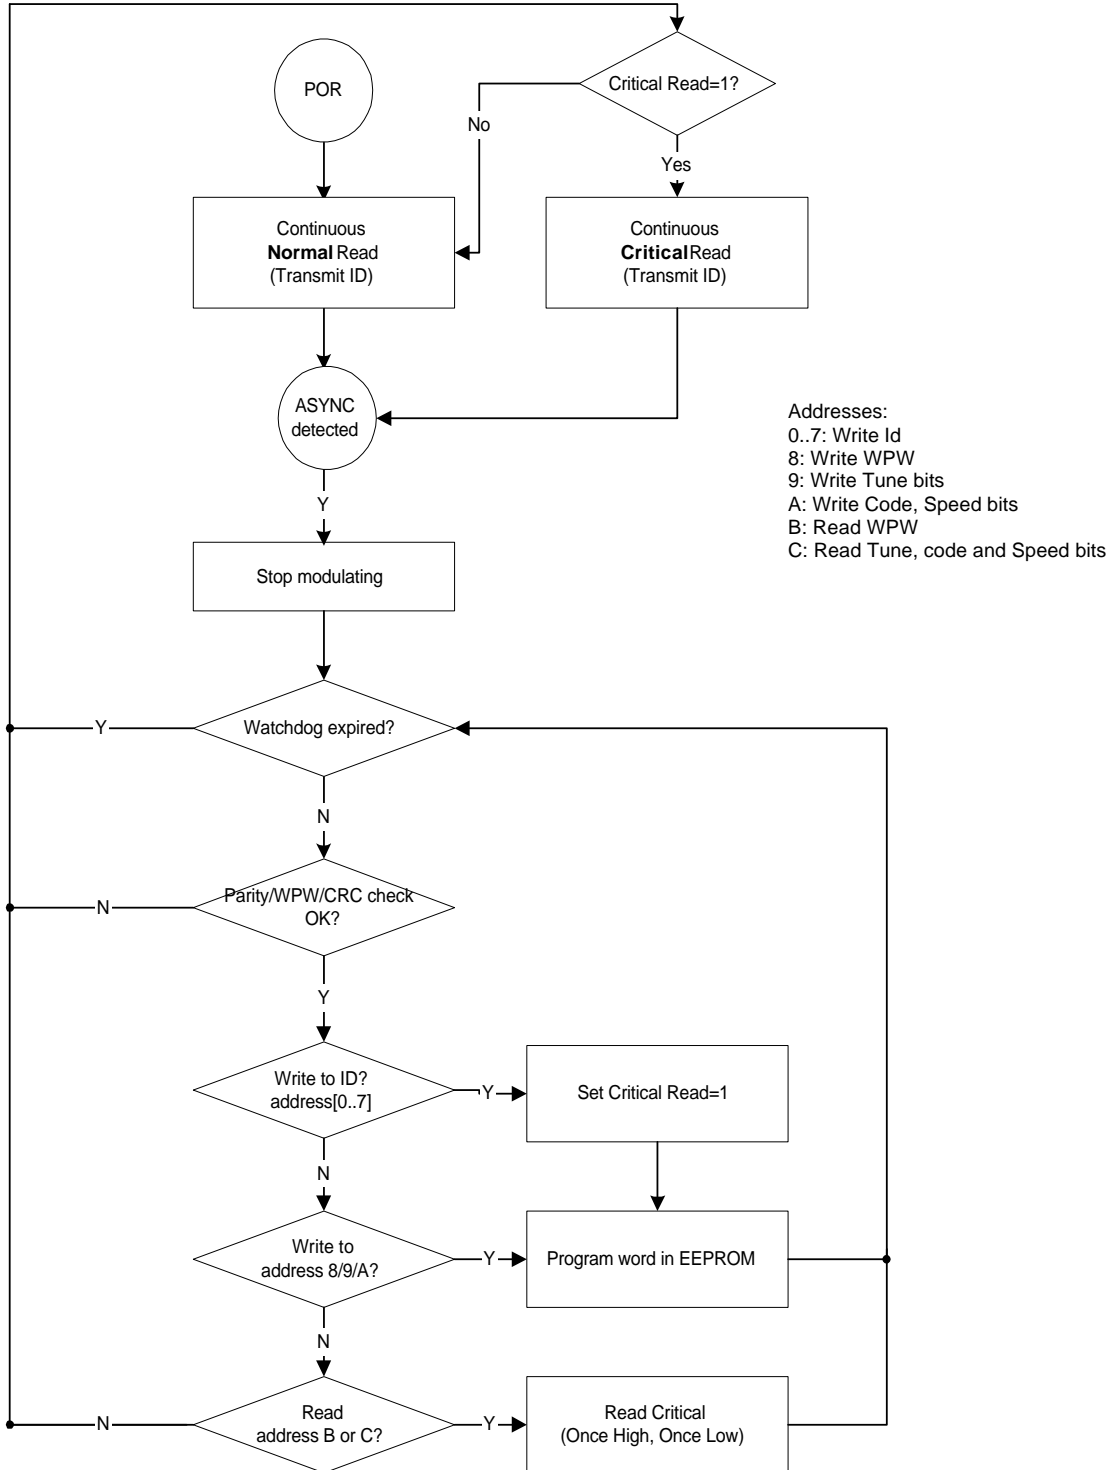 Critical Read=1?
POR
No
Yes
Continuous
Normal Read
(Transmit ID)
Continuous
Critical Read
(Transmit ID)
ASYNC
detected
Addresses:
0..7: Write Id
8: Write WPW
9: Write Tune bits
A: Write Code, Speed bits
B: Read WPW
C: Read Tune, code and Speed bits
Y
Stop modulating
Y
Watchdog expired?
N
Parity/WPW/CRC check
OK?
N
Y
Write to ID?
address[0..7]
Y
Set Critical Read=1
N
Write to
address 8/9/A?
Y
Program word in EEPROM
N
N
Read
address B or C?
Y
Read Critical
(Once High, Once Low)